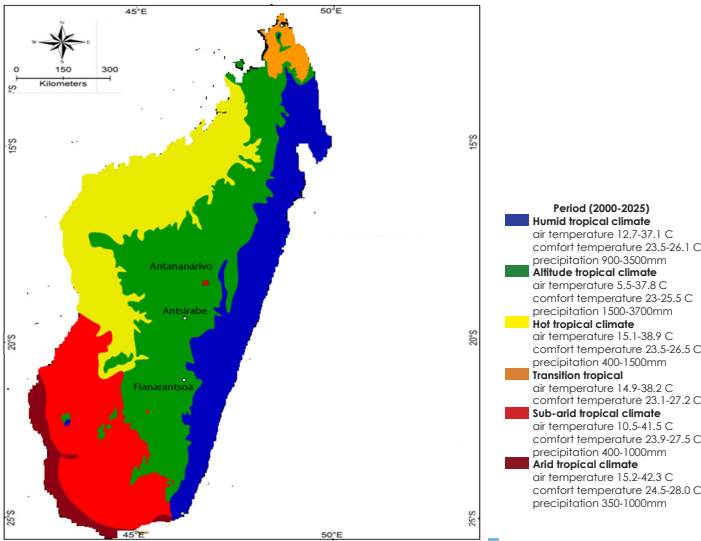 45°E
50°E
N
W
E
S
0 150 300
Kilometers
15°S
15°S
Antananarivo
Antsirabe
20°S
20°S
Fianarantsoa
25°S
25°S
45°E
50°E
Period (2000-2025)
Humid tropical climate
air temperature 12.7-37.1 C
comfort temperature 23.5-26.1 C
precipitation 900-3500mm
Altitude tropical climate
air temperature 5.5-37.8 C
comfort temperature 23-25.5 C
precipitation 1500-3700mm
Hot tropical climate
air temperature 15.1-38.9 C
comfort temperature 23.5-26.5 C
precipitation 400-1500mm
Transition tropical
air temperature 14.9-38.2 C
comfort temperature 23.1-27.2 C
Sub-arid tropical climate
air temperature 10.5-41.5 C
comfort temperature 23.9-27.5 C
precipitation 400-1000mm
Arid tropical climate
air temperature 15.2-42.3 C
comfort temperature 24.5-28.0 C
precipitation 350-1000mm